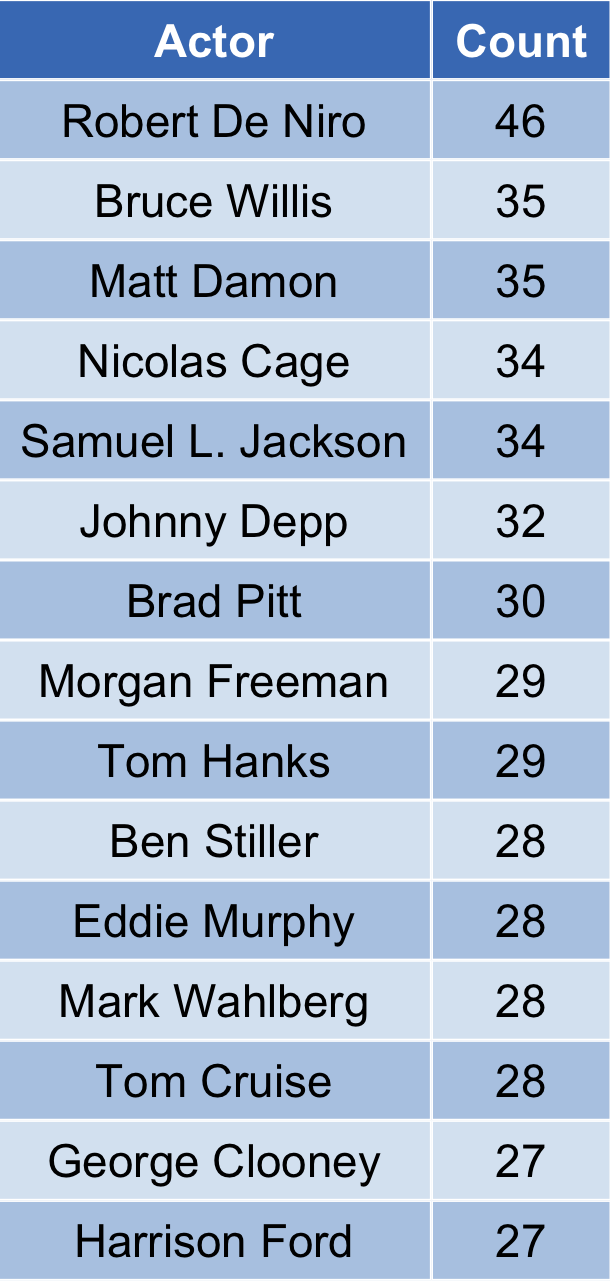 Actor Count
Robert De Niro 46
Bruce Willis 35
Matt Damon 35
Nicolas Cage 34
Samuel L. Jackson 34
Johnny Depp 32
Brad Pitt 30
Morgan Freeman 29
Tom Hanks 29
Ben Stiller 28
Eddie Murphy 28
Mark Wahlberg 28
Tom Cruise 28
George Clooney 27
Harrison Ford 27